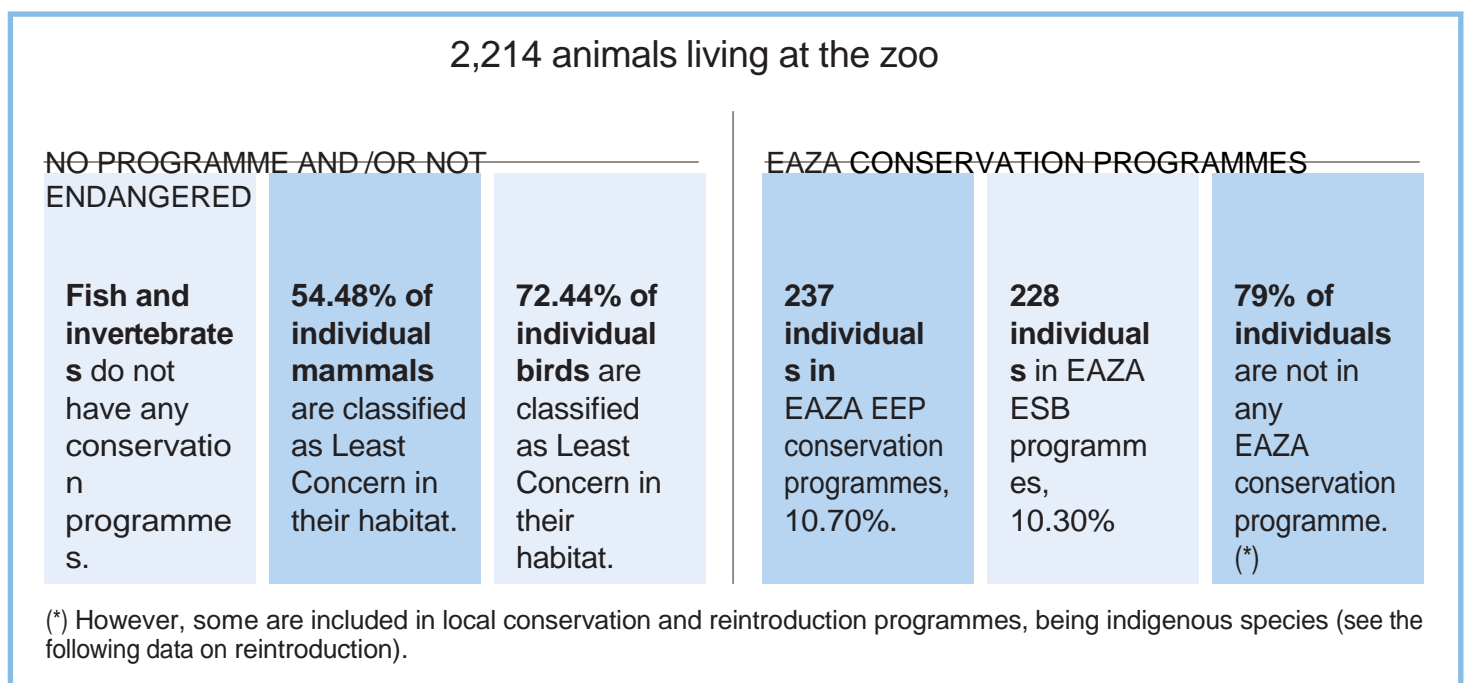 2,214 animals living at the zoo
NO PROGRAMME AND /OR NOT
ENDANGERED
Fish and
invertebrate
s do not
have any
conservatio
n
programme
s.
54.48% of
individual
mammals
are classified
as Least
Concern in
their habitat.
72.44% of
individual
birds are
classified
as Least
Concern in
their
habitat.
EAZA CONSERVATION PROGRAMMES
237
individual
s in
EAZA EEP
conservation
programmes,
10.70%.
228
individual
s in EAZA
ESB
programm
es,
10.30%
79% of
individuals
are not in
any
EAZA
conservation
programme.
(*)
(*) However, some are included in local conservation and reintroduction programmes, being indigenous species (see the
following data on reintroduction).